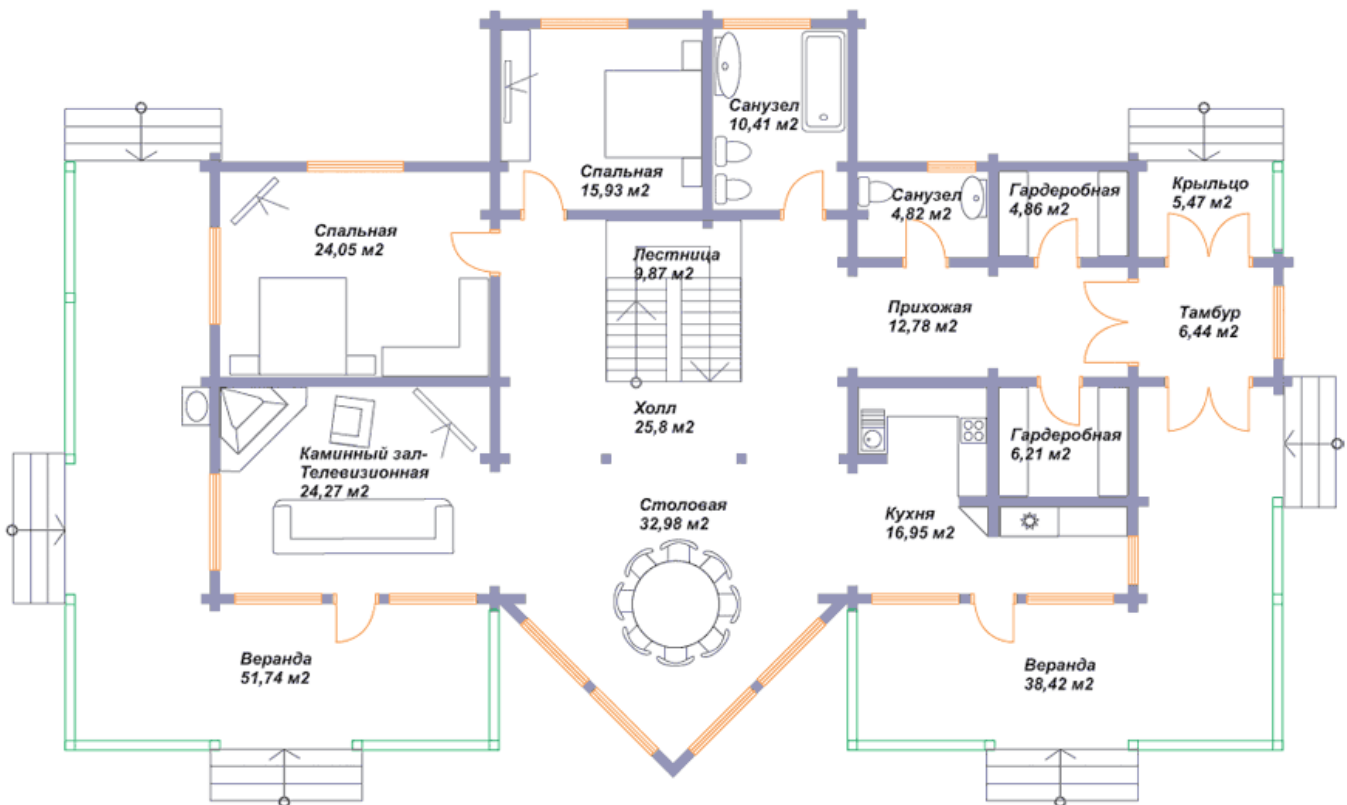 Санузел
10,41 м2
Спальная
15,93 м2
Санузел
4,82 м2
Гардеробная
4,86 м2
Крыльцо
5,47 м2
Спальная
24,05 м2
Лестница
9,87 м2
Прихожая
12,78 м2
Тамбур
6,44 м2
Холл
25,8 м2
Каминный зал-
Телевизионная
24,27 м2
Гардеробная
6,21 м2
Столовая
32,98 м2
Кухня
16,95 м2
Веранда
51,74 м2
Веранда
38,42 м2